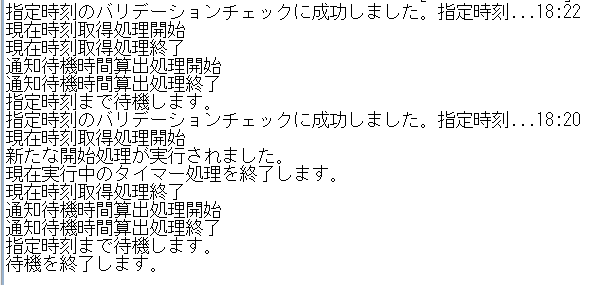 指定時刻のバリデーションチェックに成功しました。指定時刻...18:22
現在時刻取得処理開始
現在時刻取得処理終了
通知待機時間算出処理開始
通知待機時間算出処理終了
指定時刻まで待機します。
指定時刻のバリデーションチェックに成功しました。指定時刻...18:20
現在時刻取得処理開始
新たな開始処理が実行されました。
現在実行中のタイマー処理を終了します。
現在時刻取得処理終了
通知待機時間算出処理開始
通知待機時間算出処理終了
指定時刻まで待機します。
待機を終了します。